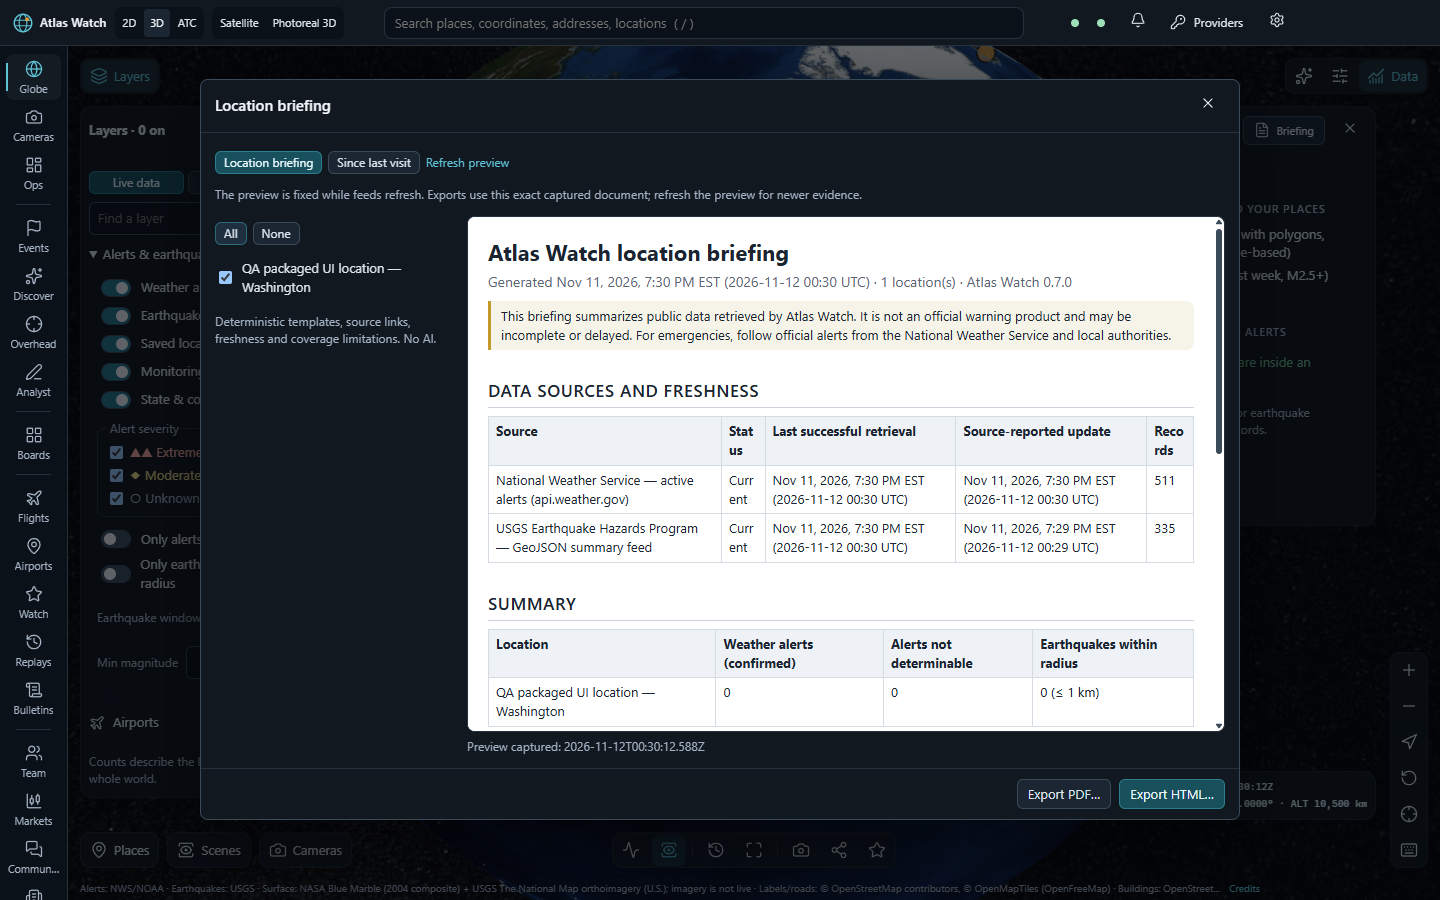 Atlas Watch
2D 3D ATC
Satellite Photoreal 3D
Search places, coordinates, addresses, locations ( / )
Providers
Globe
Cameras
Ops
Events
Discover
Overhead
Analyst
Boards
Flights
Airports
Watch
Replays
Bulletins
Team
Markets
Commun...
Layers
Layers · 0 on
Live data
Find a layer
Alerts & earthqua
Weather a
Earthquake
Saved loca
Monitoring
State & co
Alert severity
Extreme
Moderate
Unknown
Only alerts
Only earth
radius
Earthquake window
Min magnitude
Airports
Counts describe the
whole world.
Location briefing
Location briefing Since last visit Refresh preview
The preview is fixed while feeds refresh. Exports use this exact captured document; refresh the preview for newer evidence.
All None
QA packaged UI location —
Washington
Deterministic templates, source links,
freshness and coverage limitations. No AI.
Atlas Watch location briefing
Generated Nov 11, 2026, 7:30 PM EST (2026-11-12 00:30 UTC) · 1 location(s) · Atlas Watch 0.7.0
This briefing summarizes public data retrieved by Atlas Watch. It is not an official warning product and may be
incomplete or delayed. For emergencies, follow official alerts from the National Weather Service and local authorities.
DATA SOURCES AND FRESHNESS
Source Stat Last successful retrieval Source-reported update Reco
us rds
National Weather Service — active Curr Nov 11, 2026, 7:30 PM EST Nov 11, 2026, 7:30 PM EST 511
alerts (api.weather.gov) ent (2026-11-12 00:30 UTC) (2026-11-12 00:30 UTC)
USGS Earthquake Hazards Program Curr Nov 11, 2026, 7:30 PM EST Nov 11, 2026, 7:29 PM EST 335
— GeoJSON summary feed ent (2026-11-12 00:30 UTC) (2026-11-12 00:29 UTC)
SUMMARY
Location Weather alerts Alerts not Earthquakes within
(confirmed) determinable radius
QA packaged UI location — 0 0 0 (≤ 1 km)
Washington
Preview captured: 2026-11-12T00:30:12.588Z
Export PDF... Export HTML...
Data
Briefing
YOUR PLACES
with polygons,
e-based)
st week, M2.5+)
ALERTS
are inside an
or earthquake
ords.
30:12Z
.0000° · ALT 10,500 km
Places Scenes Cameras
Alerts: NWS/NOAA · Earthquakes: USGS · Surface: NASA Blue Marble (2004 composite) + USGS The National Map orthoimagery (U.S.); imagery is not live · Labels/roads: © OpenStreetMap contributors, © OpenMapTiles (OpenFreeMap) · Buildings: OpenStreet... Credits